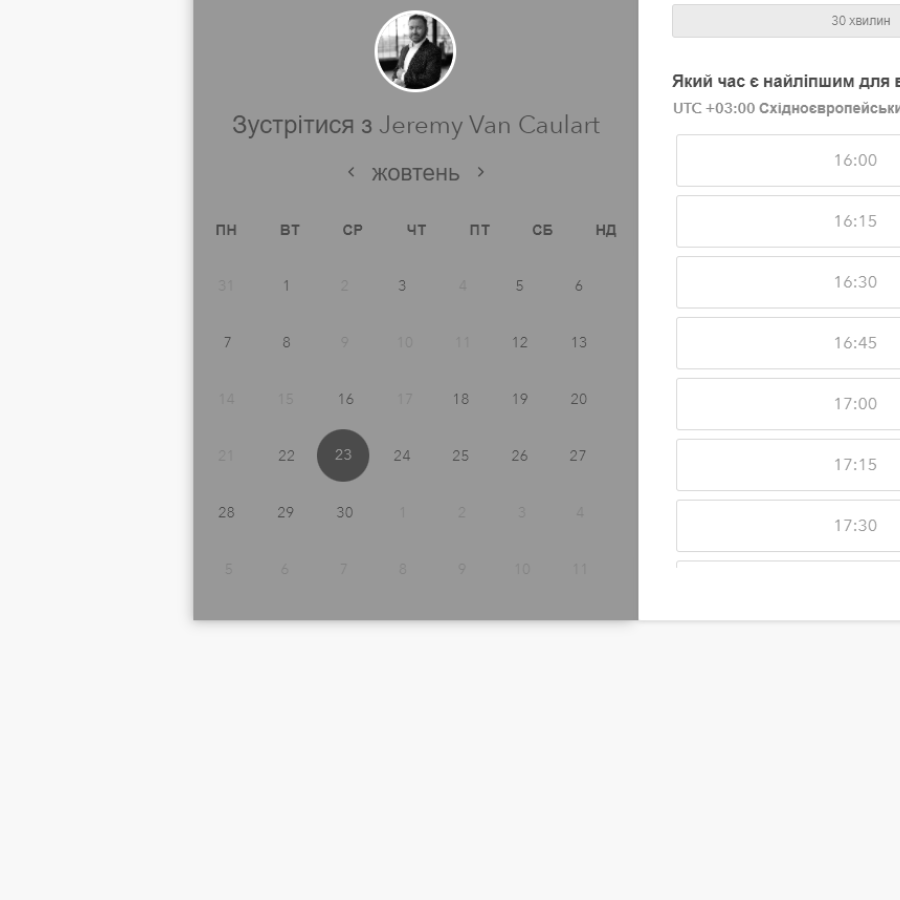 Зустрітися з Jeremy Van Caulart
жовтень
ПН ВТ СР ЧТ ПТ СБ НД
31 1 2 3 4 5 6
7 8 9 10 11 12 13
14 15 16 17 18 19 20
21 22 23 24 25 26 27
28 29 30 1 2 3 4
5 6 7 8 9 10 11
30 хвилин
Який час є найліпшим для
UTC +03:00
16:00
16:15
16:30
16:45
17:00
17:15
17:30